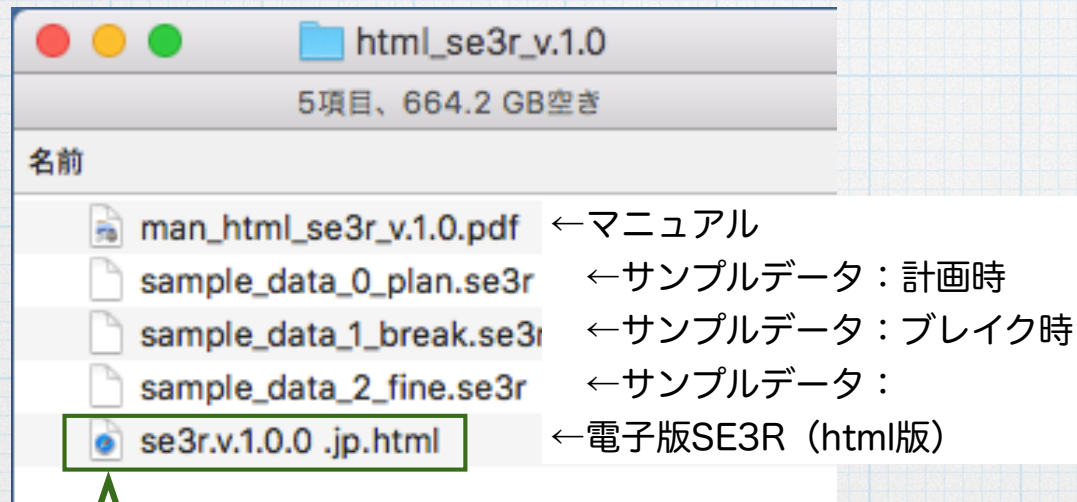 html_se3r_v.1.0
5項目、664.2 GB空き
名前
man_html_se3r_v.1.0.pdf ←マニュアル
sample_data_0_plan.se3r ←サンプルデータ：計画時
sample_data_1_break.se3r ←サンプルデータ：ブレイク時
sample_data_2_fine.se3r ←サンプルデータ：
se3r.v.1.0.0 .jp.html ←電子版SE3R（html版）